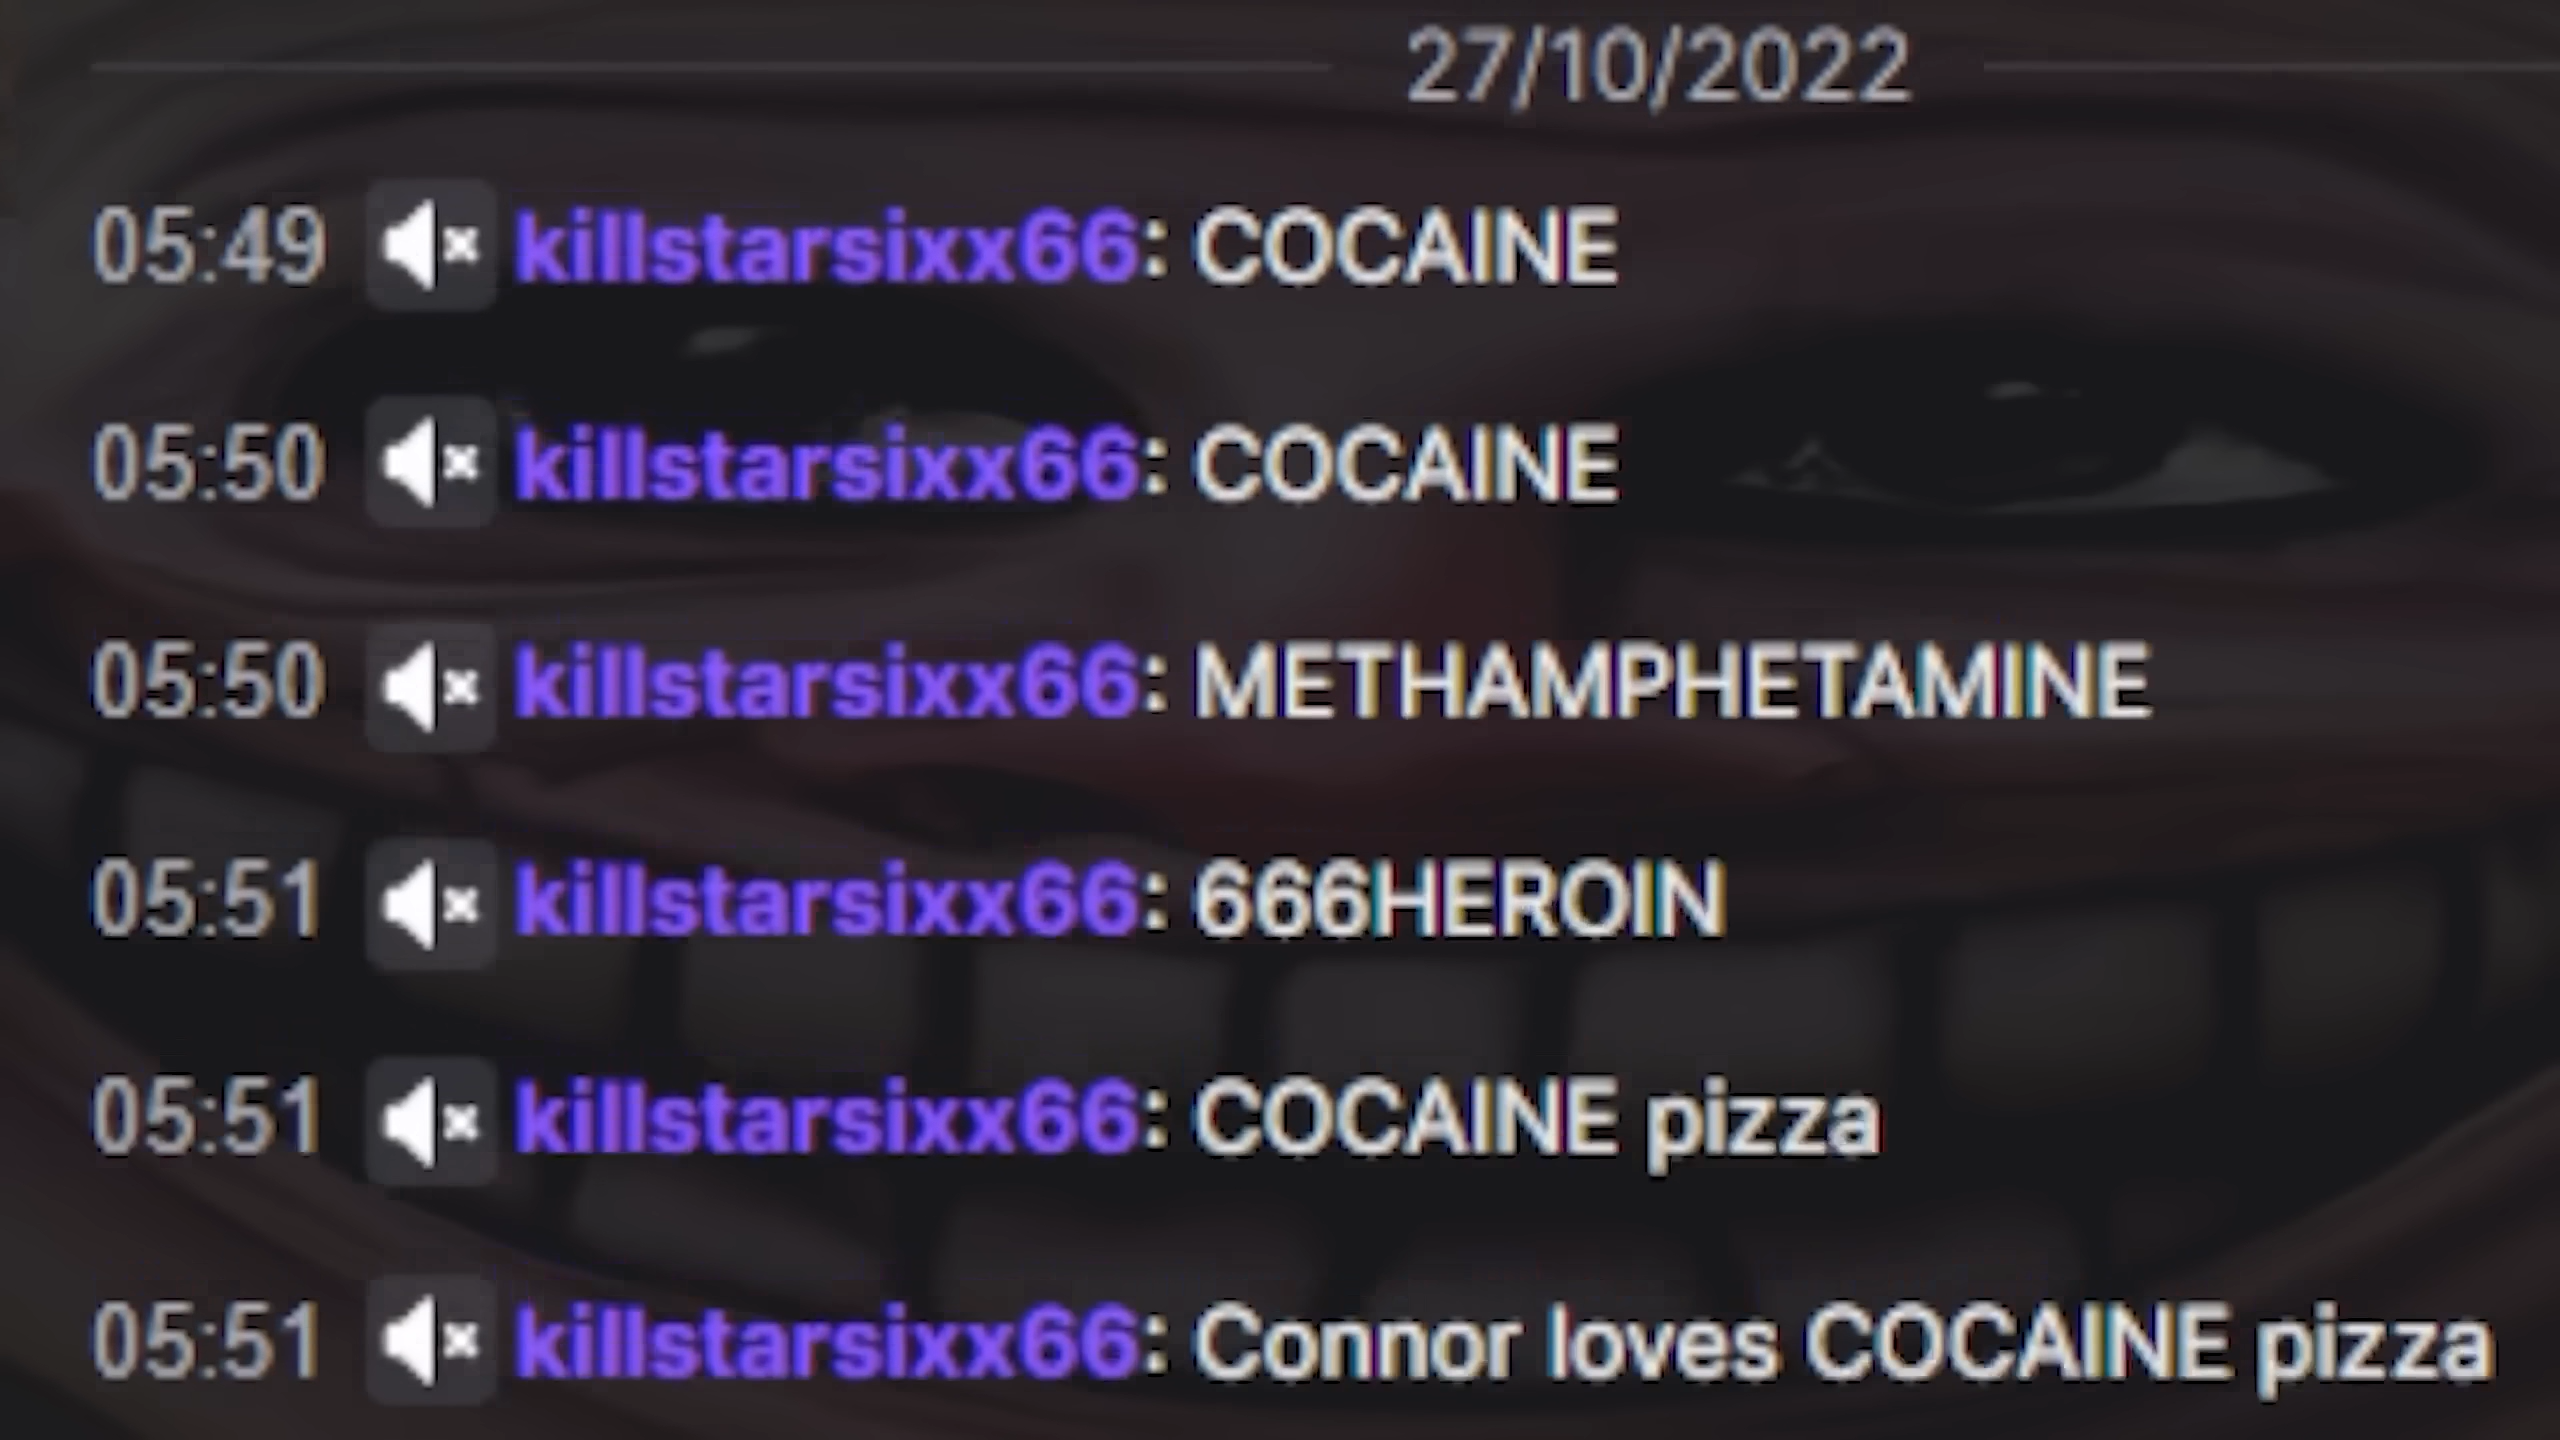 27/10/2022
05:49 killstarsixx66: COCAINE
05:50 killstarsixx66: COCAINE
05:50 killstarsixx66: METHAMPHETAMINE
05:51 killstarsixx66: 666HEROIN
05:51 killstarsixx66: COCAINE pizza
05:51 killstarsixx66: Connor loves COCAINE pizza